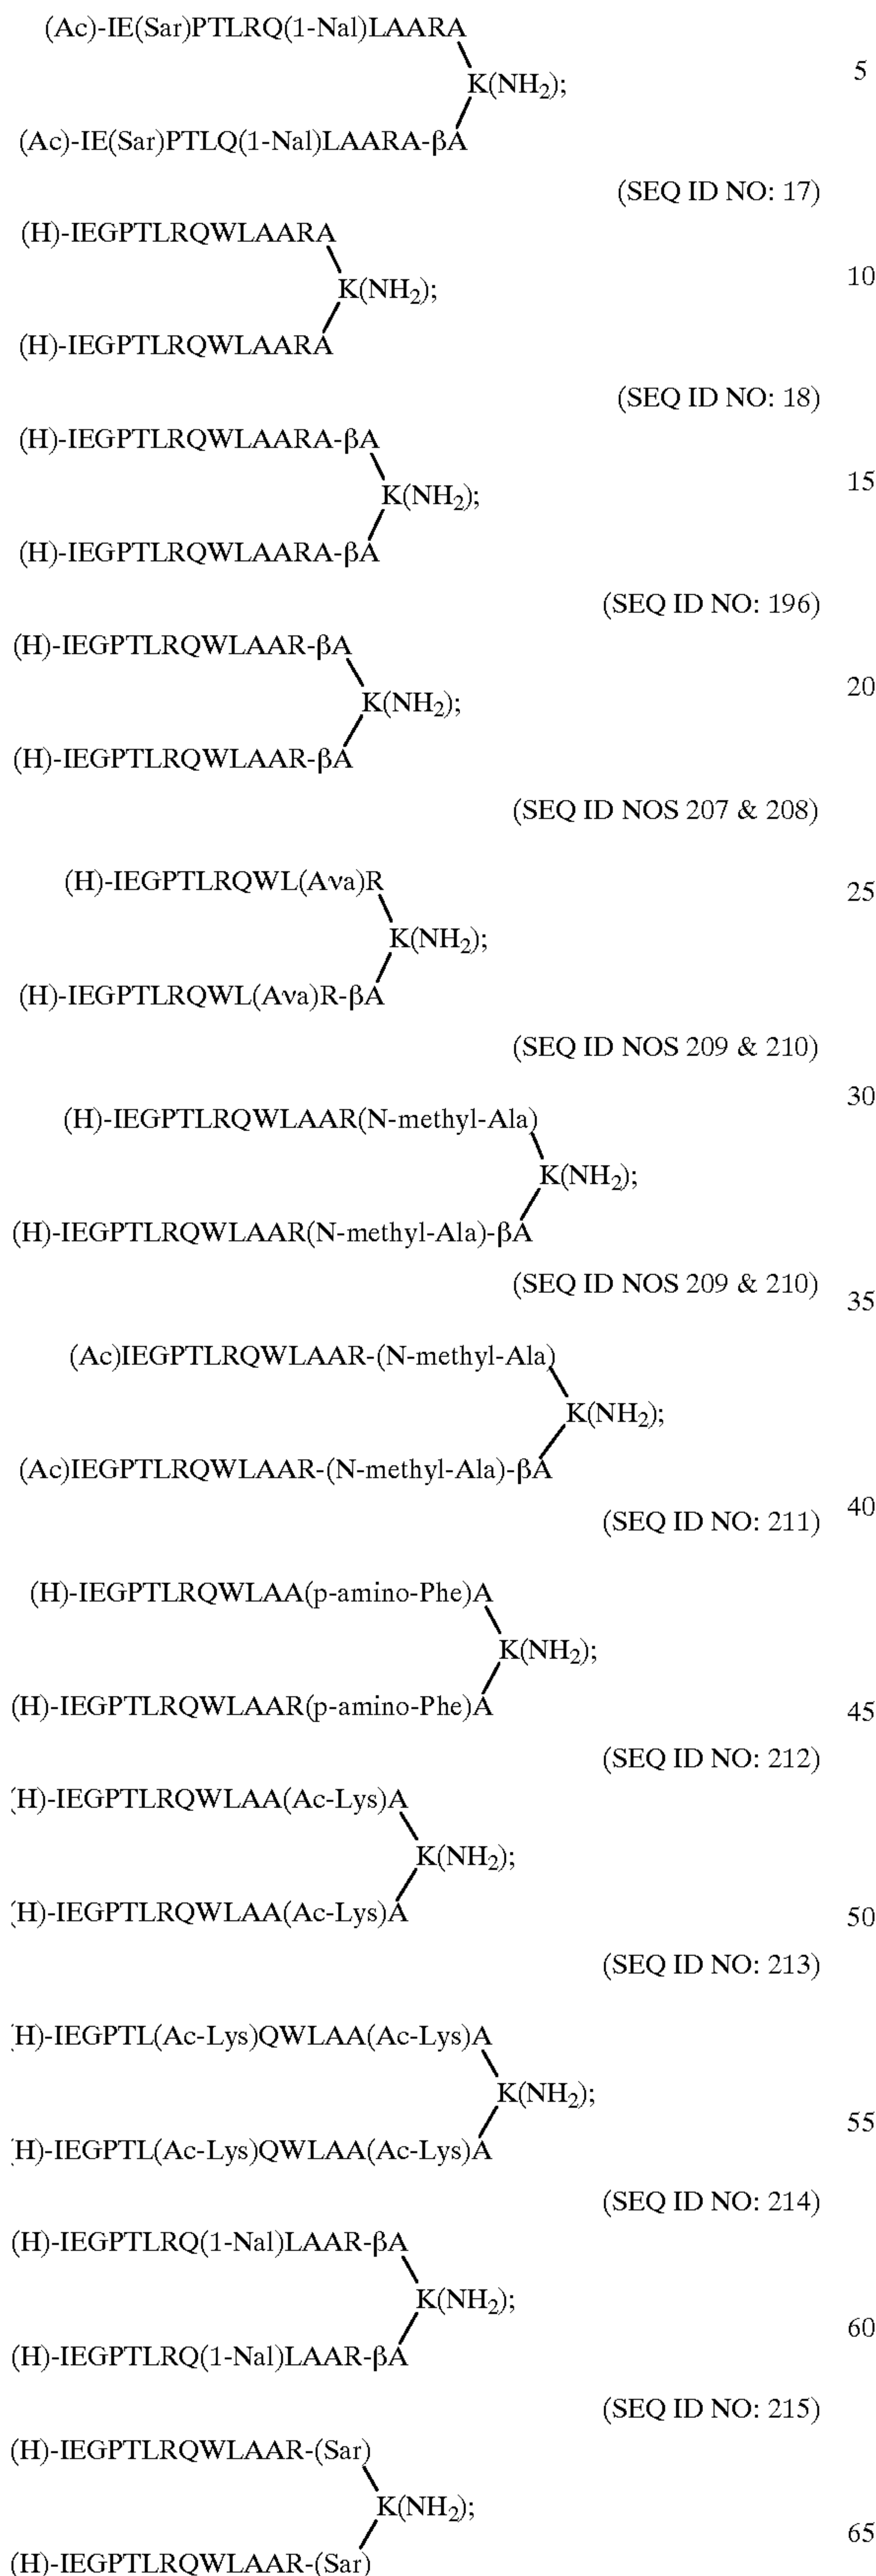 (Ac)-IE(Sar)PTLRQ(1-Nal)LAARA
5
K(NH2);
(Ac)-IE(Sar)PTLQ(1-Nal)LAARA-βA
(SEQ ID NO: 17)
(H)-IEGPTLRQWLAARA
10
K(NH2);
(H)-IEGPTLRQWLAARA
(SEQ ID NO: 18)
(H)-IEGPTLRQWLAARA-βA
15
K(NH2);
(H)-IEGPTLRQWLAARA-βA
(SEQ ID NO: 196)
(H)-IEGPTLRQWLAAR-βA
20
K(NH2);
(H)-IEGPTLRQWLAAR-βA
(SEQ ID NOS 207 & 208)
(H)-IEGPTLRQWL(Ava)R
25
K(NH2);
(H)-IEGPTLRQWL(Ava)R-βA
(SEQ ID NOS 209 & 210)
30
(H)-IEGPTLRQWLAAR(N-methyl-Ala)
K(NH2);
(H)-IEGPTLRQWLAAR(N-methyl-Ala)-βA
(SEQ ID NOS 209 & 210)
35
(Ac)IEGPTLRQWLAAR-(N-methyl-Ala)
K(NH2);
(Ac)IEGPTLRQWLAAR-(N-methyl-Ala)-βA
40
(SEQ ID NO: 211)
(H)-IEGPTLRQWLAA(p-amino-Phe)A
K(NH2);
(H)-IEGPTLRQWLAAR(p-amino-Phe)A
45
(SEQ ID NO: 212)
(H)-IEGPTLRQWLAA(Ac-Lys)A
K(NH2);
(H)-IEGPTLRQWLAA(Ac-Lys)A
50
(SEQ ID NO: 213)
(H)-IEGPTL(Ac-Lys)QWLAA(Ac-Lys)A
K(NH2);
55
(H)-IEGPTL(Ac-Lys)QWLAA(Ac-Lys)A
(SEQ ID NO: 214)
(H)-IEGPTLRQ(1-Nal)LAAR-βA
K(NH2);
60
(H)-IEGPTLRQ(1-Nal)LAAR-βA
(SEQ ID NO: 215)
(H)-IEGPTLRQWLAAR-(Sar)
K(NH2);
65
(H)-IEGPTLRQWLAAR-(Sar)